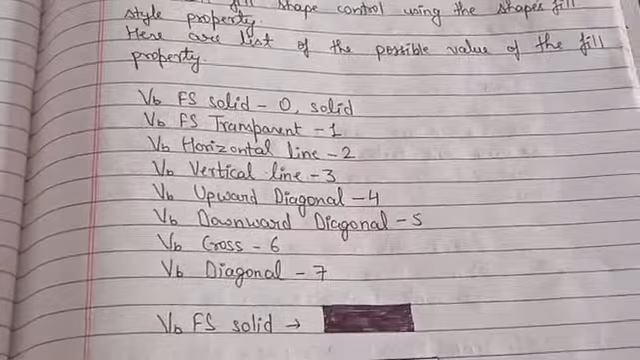 fill shape control using the shapes fill
style property.
Here are list of the possible value of the fill
property.
Vb FS solid - 0, solid
Vb FS Transparent - 1
Vb Horizontal line - 2
Vb Vertical line - 3
Vb Upward Diagonal - 4
Vb Downward Diagonal - 5
Vb Cross - 6
Vb Diagonal - 7
Vb FS solid →